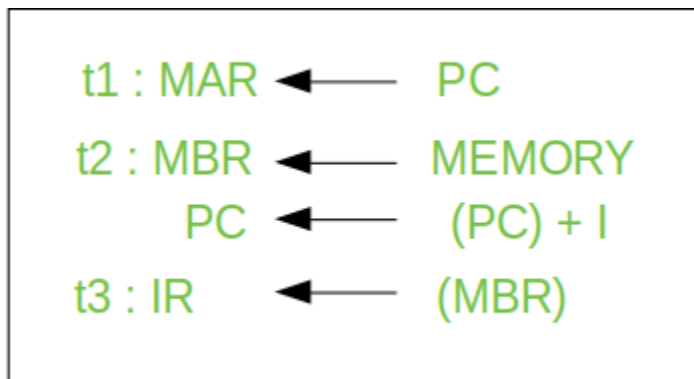 t1 : MAR ← PC
t2 : MBR ← MEMORY
PC ← (PC) + I
t3 : IR ← (MBR)